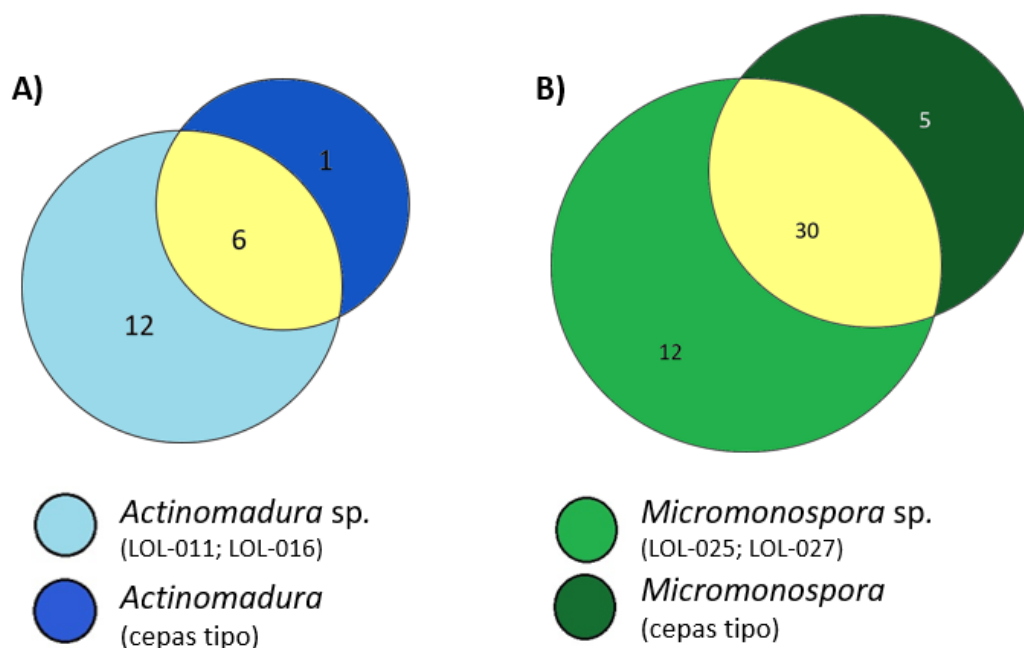 A)
1
6
12
Actinomadura sp.
(LOL-011; LOL-016)
Actinomadura
(cepas tipo)
B)
5
30
12
Micromonospora sp.
(LOL-025; LOL-027)
Micromonospora
(cepas tipo)